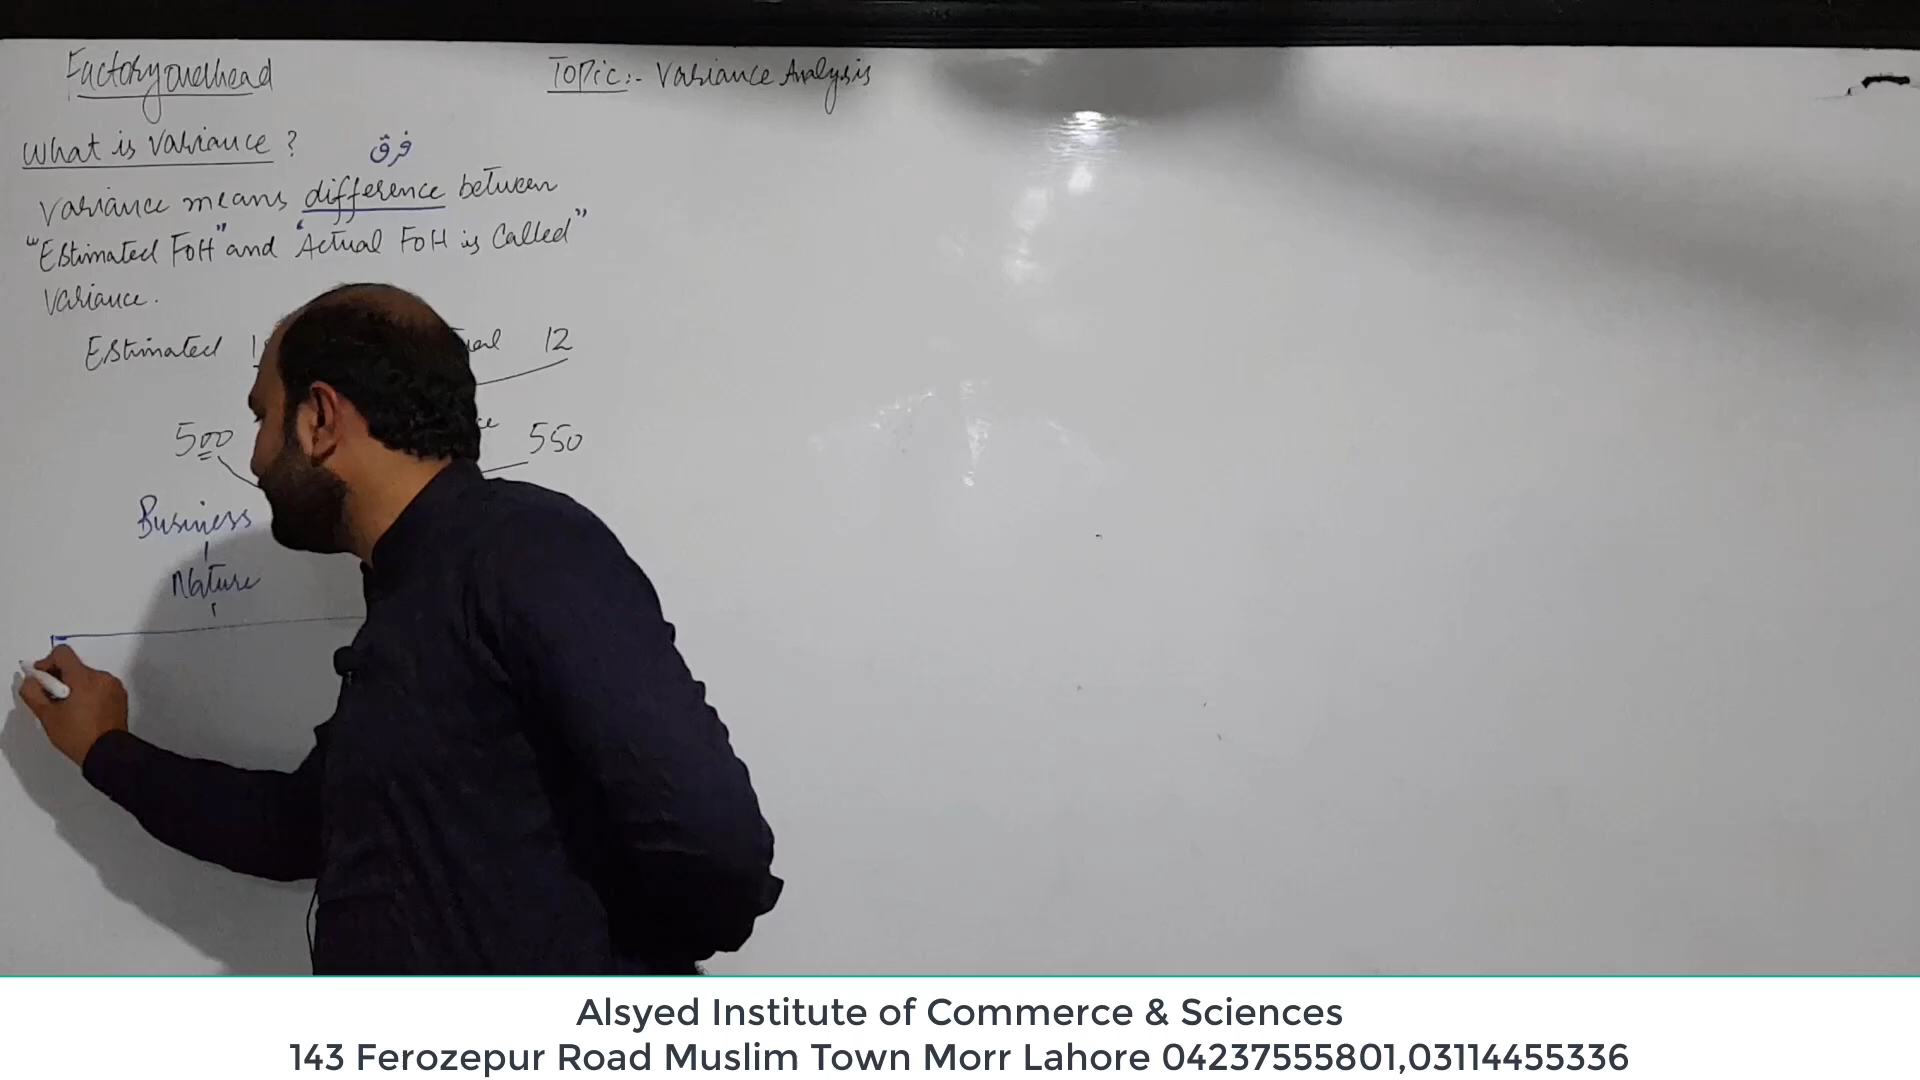 Factory overhead
Topic:- Variance Analysis
What is Variance ?
فرق
Variance means difference between
"Estimated FoH" and "Actual FoH is Called"
Variance.
Estimated 12
500 550
Business
Nature
Alsyed Institute of Commerce & Sciences
143 Ferozepur Road Muslim Town Morr Lahore 04237555801,03114455336